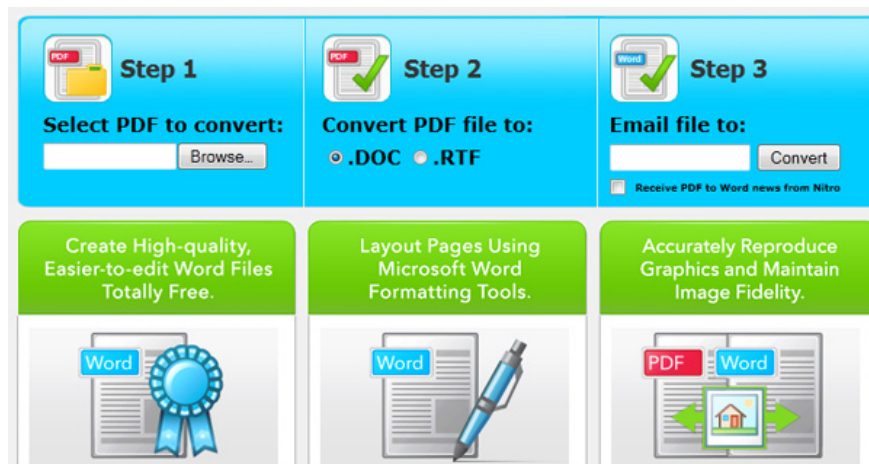 PDF
Step 1
Select PDF to convert:
Browse...
PDF
Step 2
Convert PDF file to:
.DOC .RTF
Word
Step 3
Email file to:
Convert
Receive PDF to Word news from Nitro
Create High-quality,
Easier-to-edit Word Files
Totally Free.
Layout Pages Using
Microsoft Word
Formatting Tools.
Accurately Reproduce
Graphics and Maintain
Image Fidelity.
Word
Word
PDF Word